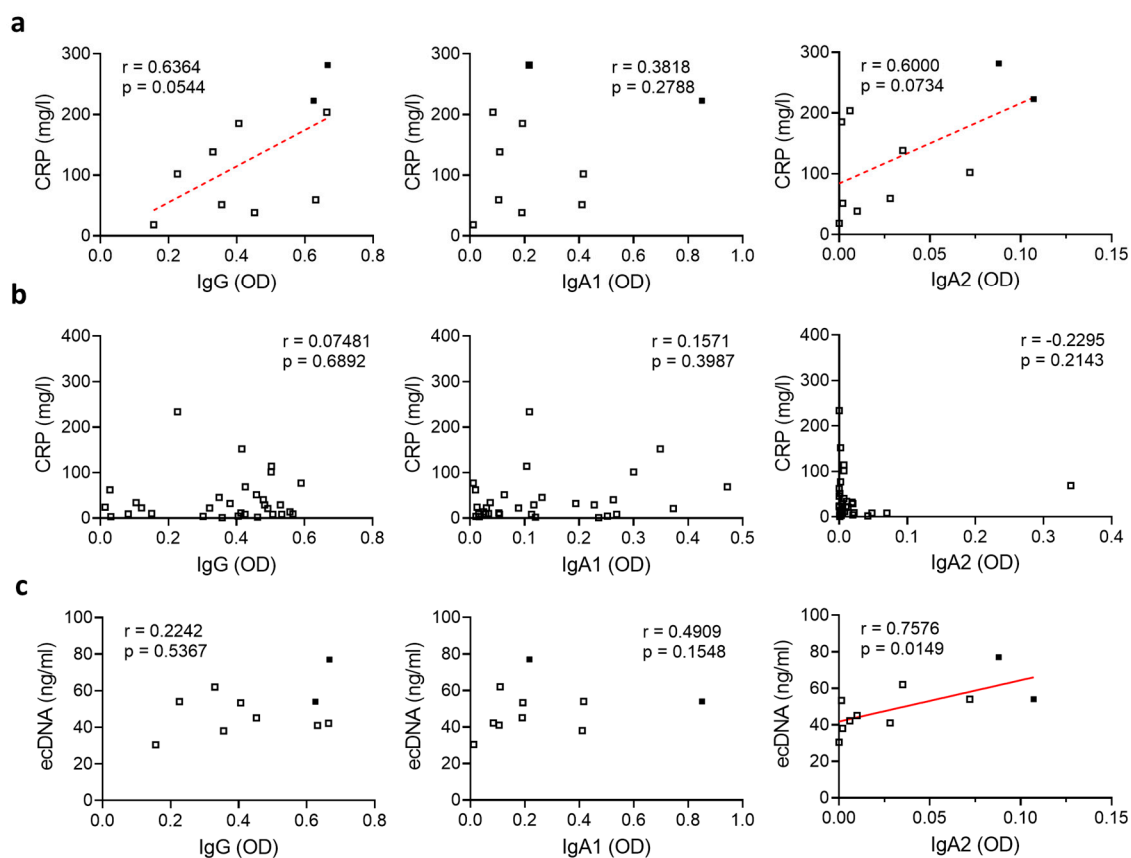 a
r = 0.6364
p = 0.0544
CRP (mg/l)
300
200
100
0
0.0 0.2 0.4 0.6 0.8
IgG (OD)
r = 0.3818
p = 0.2788
CRP (mg/l)
300
200
100
0
0.0 0.2 0.4 0.6 0.8 1.0
IgA1 (OD)
r = 0.6000
p = 0.0734
CRP (mg/l)
300
200
100
0
0.00 0.05 0.10 0.15
IgA2 (OD)
b
r = 0.07481
p = 0.6892
CRP (mg/l)
400
300
200
100
0
0.0 0.2 0.4 0.6 0.8
IgG (OD)
r = 0.1571
p = 0.3987
CRP (mg/l)
400
300
200
100
0
0.0 0.1 0.2 0.3 0.4 0.5
IgA1 (OD)
r = -0.2295
p = 0.2143
CRP (mg/l)
400
300
200
100
0
0.0 0.1 0.2 0.3 0.4
IgA2 (OD)
c
r = 0.2242
p = 0.5367
ecDNA (ng/ml)
100
80
60
40
20
0
0.0 0.2 0.4 0.6 0.8
IgG (OD)
r = 0.4909
p = 0.1548
ecDNA (ng/ml)
100
80
60
40
20
0
0.0 0.2 0.4 0.6 0.8 1.0
IgA1 (OD)
r = 0.7576
p = 0.0149
ecDNA (ng/ml)
100
80
60
40
20
0
0.00 0.05 0.10 0.15
IgA2 (OD)